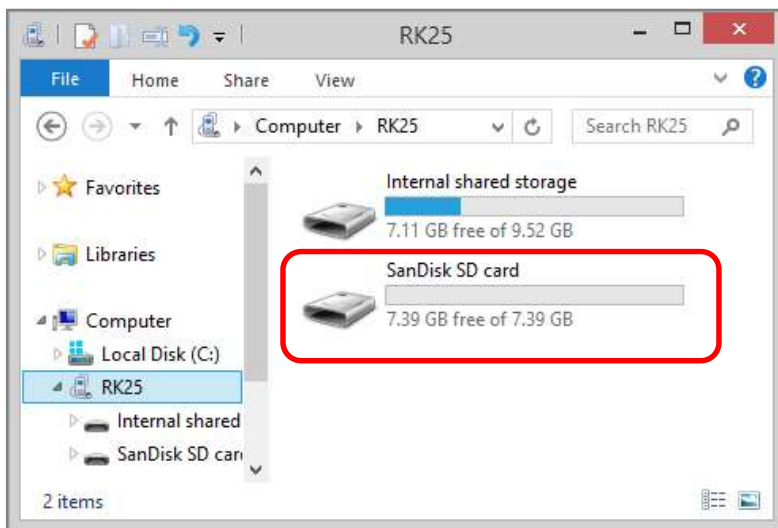 RK25
File Home Share View
Computer RK25 Search RK25
Favorites
Libraries
Computer
Local Disk (C:)
RK25
Internal shared
SanDisk SD car
Internal shared storage
7.11 GB free of 9.52 GB
SanDisk SD card
7.39 GB free of 7.39 GB
2 items